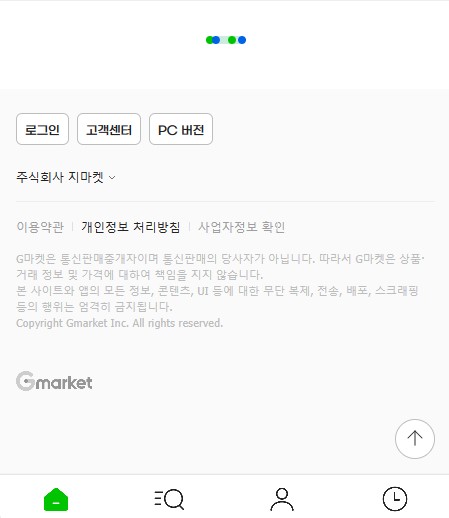 로그인 고객센터 PC 버전
주식회사 지마켓
이용약관 개인정보 처리방침 사업자정보 확인
G마켓은 통신판매중개자이며 통신판매의 당사자가 아닙니다. 따라서 G마켓은 상품·
거래 정보 및 가격에 대하여 책임을 지지 않습니다.
본 사이트와 앱의 모든 정보, 콘텐츠, UI 등에 대한 무단 복제, 전송, 배포, 스크래핑
등의 행위는 엄격히 금지됩니다.
Copyright Gmarket Inc. All rights reserved.
Gmarket